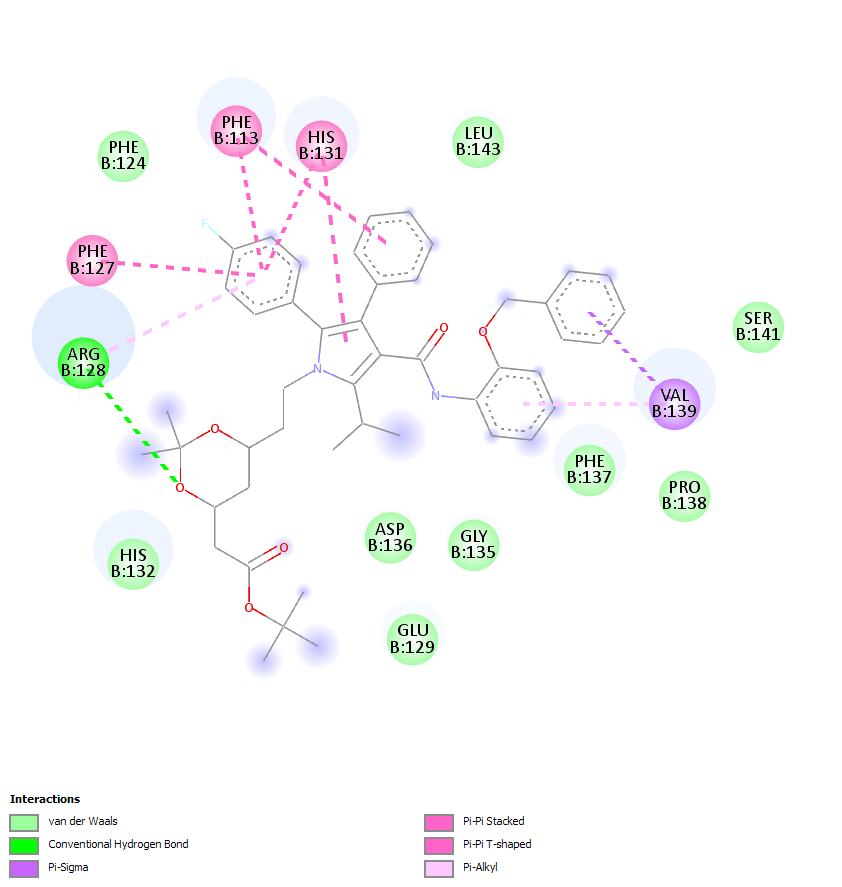 PHE
B:113
HIS
B:131
LEU
B:143
PHE
B:124
F
PHE
B:127
SER
B:141
O
O
ARG
B:128
N
N
VAL
B:139
O
O
PHE
B:137
PRO
B:138
ASP
B:136
GLY
B:135
HIS
B:132
O
O
GLU
B:129
Interactions
van der Waals
Conventional Hydrogen Bond
Pi-Sigma
Pi-Pi Stacked
Pi-Pi T-shaped
Pi-Alkyl